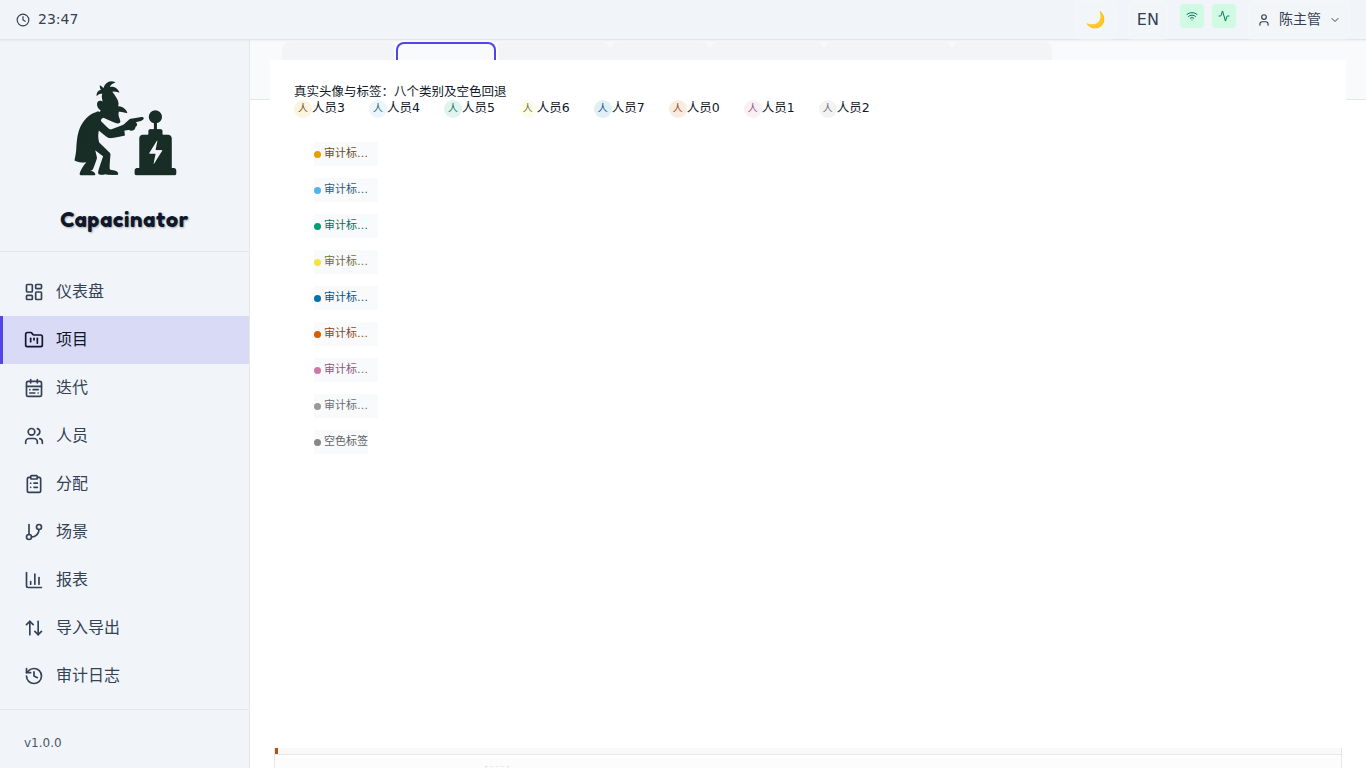 23:47
EN
陈主管
Capacinator
仪表盘
项目
迭代
人员
分配
场景
报表
导入导出
审计日志
v1.0.0
真实头像与标签：八个类别及空色回退
人 人员3 人 人员4 人 人员5 人 人员6 人 人员7 人 人员0 人 人员1 人 人员2
审计标...
审计标...
审计标...
审计标...
审计标...
审计标...
审计标...
审计标...
空色标签